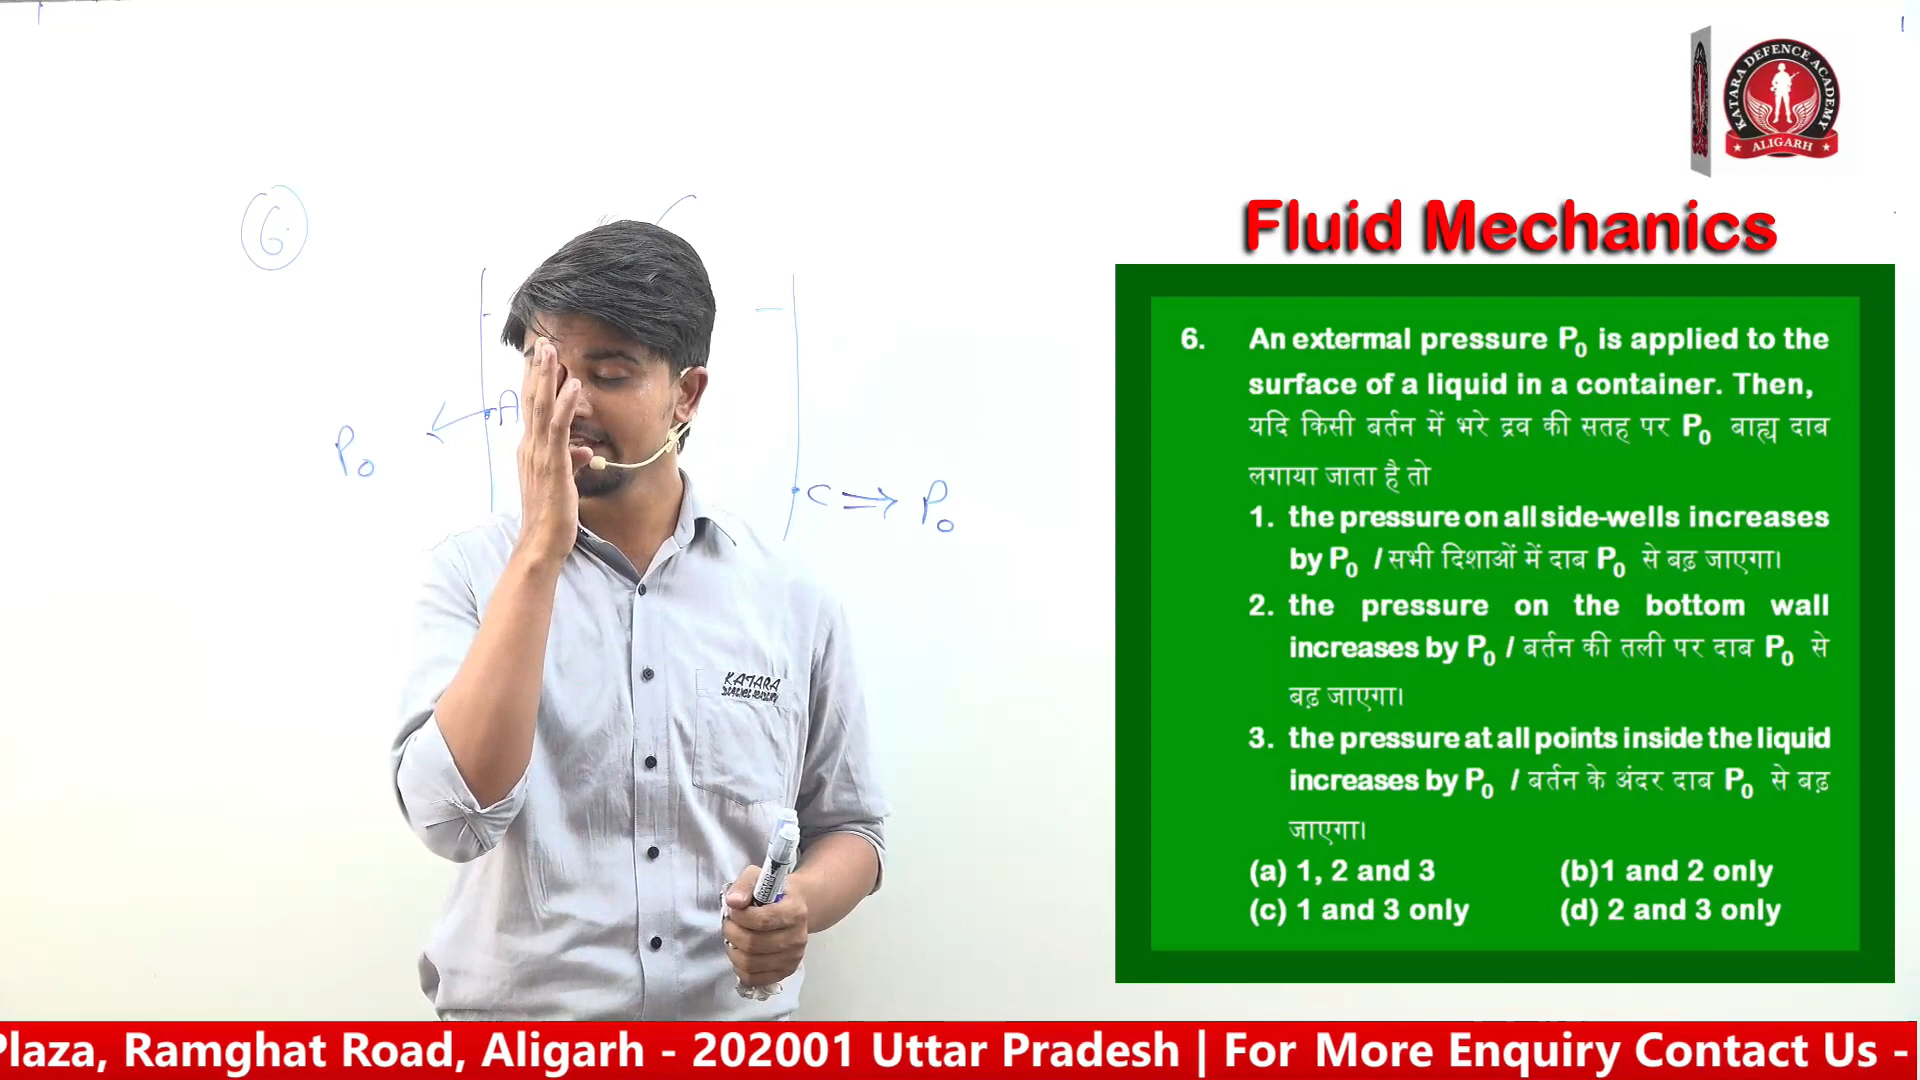 KATARA DEFENCE ACADEMY
ALIGARH
Fluid Mechanics
6
A
P0
C
P0
KATARA
6. An extermal pressure P0 is applied to the
surface of a liquid in a container. Then,
यदि किसी बर्तन में भरे द्रव की सतह पर P0 बाह्य दाब
लगाया जाता है तो
1. the pressure on all side-wells increases
by P0 / सभी दिशाओं में दाब P0 से बढ़ जाएगा।
2. the pressure on the bottom wall
increases by P0 / बर्तन की तली पर दाब P0 से
बढ़ जाएगा।
3. the pressure at all points inside the liquid
increases by P0 / बर्तन के अंदर दाब P0 से बढ़
जाएगा।
(a) 1, 2 and 3 (b)1 and 2 only
(c) 1 and 3 only (d) 2 and 3 only
Plaza, Ramghat Road, Aligarh - 202001 Uttar Pradesh | For More Enquiry Contact Us -